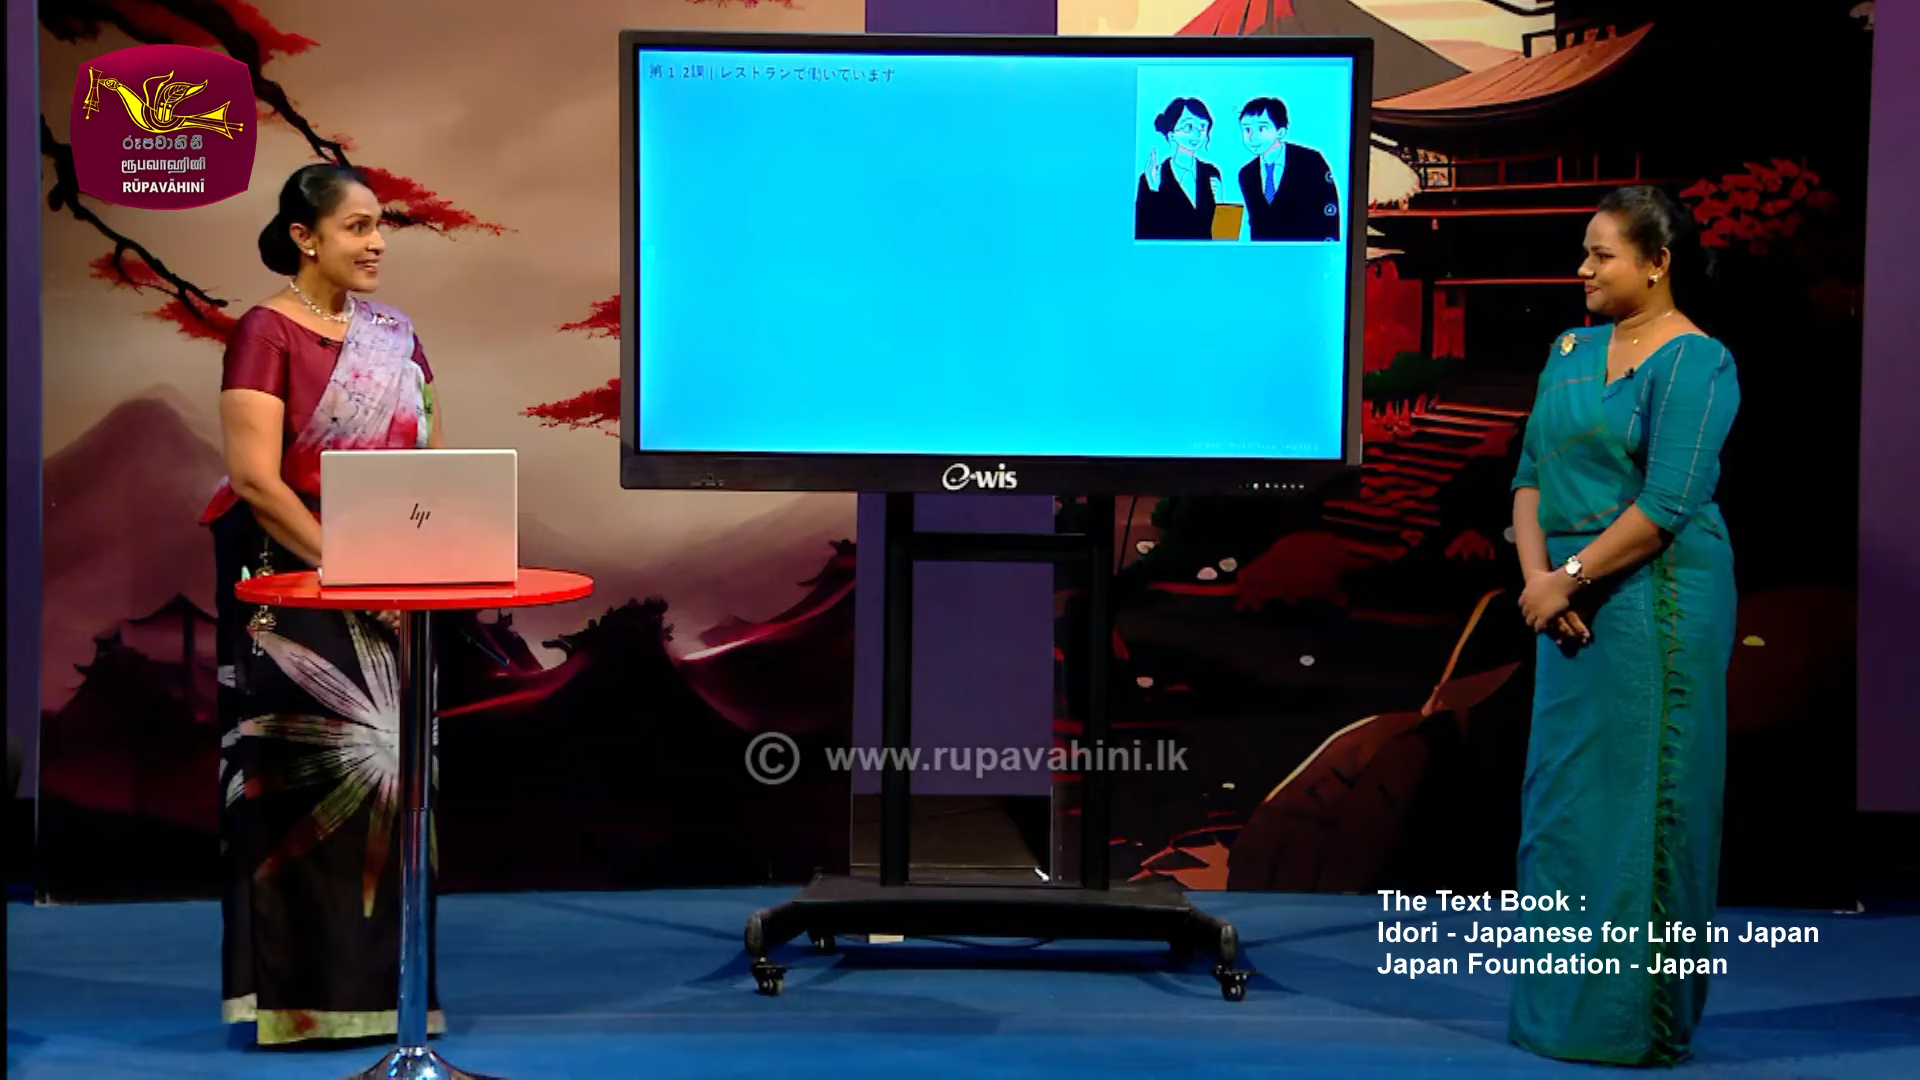 රූපවාහිනී
ரூபவாஹினி
RŪPAVĀHINĪ
第12課 | レストランで働いています
e-wis
hp
© www.rupavahini.lk
The Text Book :
Idori - Japanese for Life in Japan
Japan Foundation - Japan